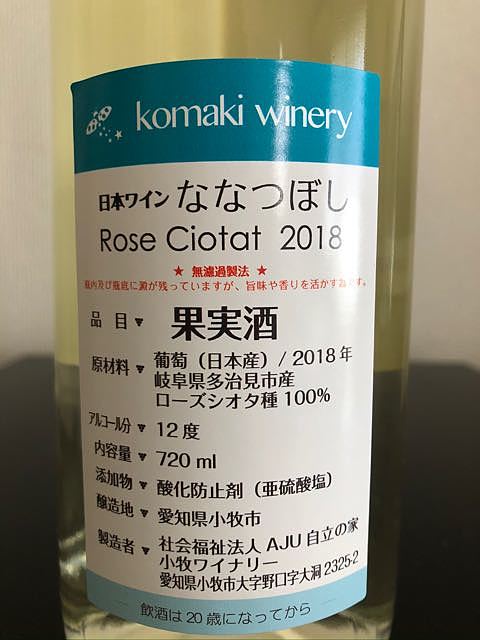 komaki winery
日本ワイン ななつぼし
Rose Ciotat 2018
★ 無濾過製法 ★
瓶内及び瓶底に澱が残っていますが、旨味や香りを活かす為です。
品 目▼ 果実酒
原材料▼ 葡萄(日本産)/ 2018 年
岐阜県多治見市産
ローズシオタ種 100%
アルコール分▼ 12 度
内容量▼ 720 ml
添加物▼ 酸化防止剤(亜硫酸塩)
醸造地▼ 愛知県小牧市
製造者▼ 社会福祉法人 AJU 自立の家
小牧ワイナリー
愛知県小牧市大字野口字大洞 2325-2
飲酒は 20 歳になってから